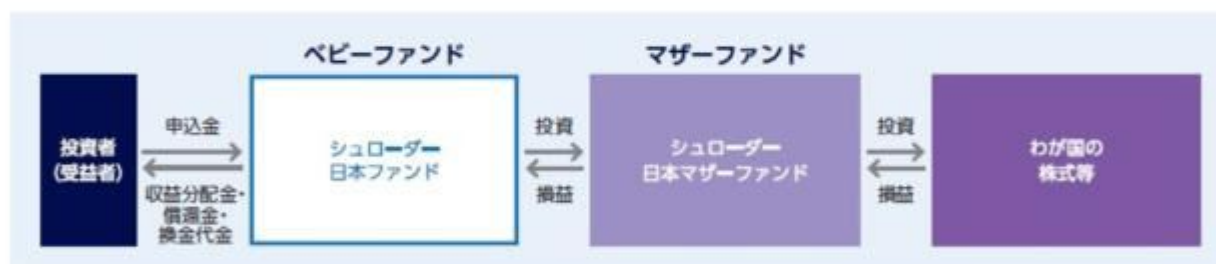 ベビーファンド
マザーファンド
投資者
(受益者)
申込金
収益分配金・
償還金・
換金代金
シュローダー
日本ファンド
投資
損益
シュローダー
日本マザーファンド
投資
損益
わが国の
株式等